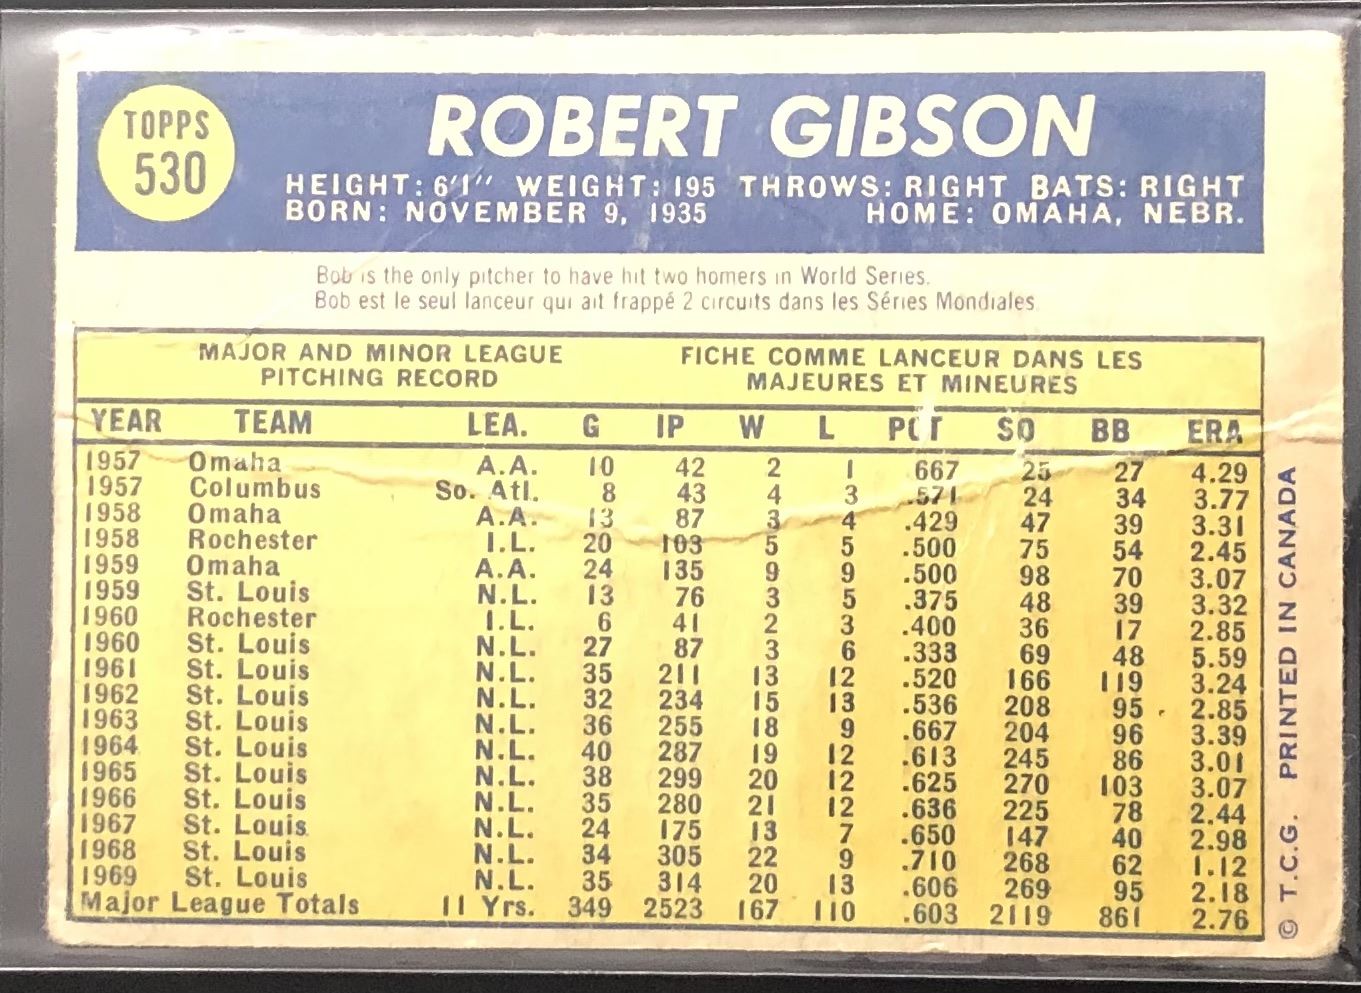 TOPPS
530
ROBERT GIBSON
HEIGHT: 6'1" WEIGHT: 195 THROWS: RIGHT BATS: RIGHT
BORN: NOVEMBER 9, 1935 HOME: OMAHA, NEBR.
Bob is the only pitcher to have hit two homers in World Series.
Bob est le seul lanceur qui ait frappé 2 circuits dans les Séries Mondiales.
MAJOR AND MINOR LEAGUE
PITCHING RECORD
FICHE COMME LANCEUR DANS LES
MAJEURES ET MINEURES
YEAR TEAM LEA. G IP W L PCT SO BB ERA
1957 Omaha A.A. 10 42 2 1 .667 25 27 4.29
1957 Columbus So. Atl. 8 43 4 3 .571 24 34 3.77
1958 Omaha A.A. 13 87 3 4 .429 47 39 3.31
1958 Rochester I.L. 20 103 5 5 .500 75 54 2.45
1959 Omaha A.A. 24 135 9 9 .500 98 70 3.07
1959 St. Louis N.L. 13 76 3 5 .375 48 39 3.32
1960 Rochester I.L. 6 41 2 3 .400 36 17 2.85
1960 St. Louis N.L. 27 87 3 6 .333 69 48 5.59
1961 St. Louis N.L. 35 211 13 12 .520 166 119 3.24
1962 St. Louis N.L. 32 234 15 13 .536 208 95 2.85
1963 St. Louis N.L. 36 255 18 9 .667 204 96 3.39
1964 St. Louis N.L. 40 287 19 12 .613 245 86 3.01
1965 St. Louis N.L. 38 299 20 12 .625 270 103 3.07
1966 St. Louis N.L. 35 280 21 12 .636 225 78 2.44
1967 St. Louis N.L. 24 175 13 7 .650 147 40 2.98
1968 St. Louis N.L. 34 305 22 9 .710 268 62 1.12
1969 St. Louis N.L. 35 314 20 13 .606 269 95 2.18
Major League Totals 11 Yrs. 349 2523 167 110 .603 2119 861 2.76
© T.C.G. PRINTED IN CANADA